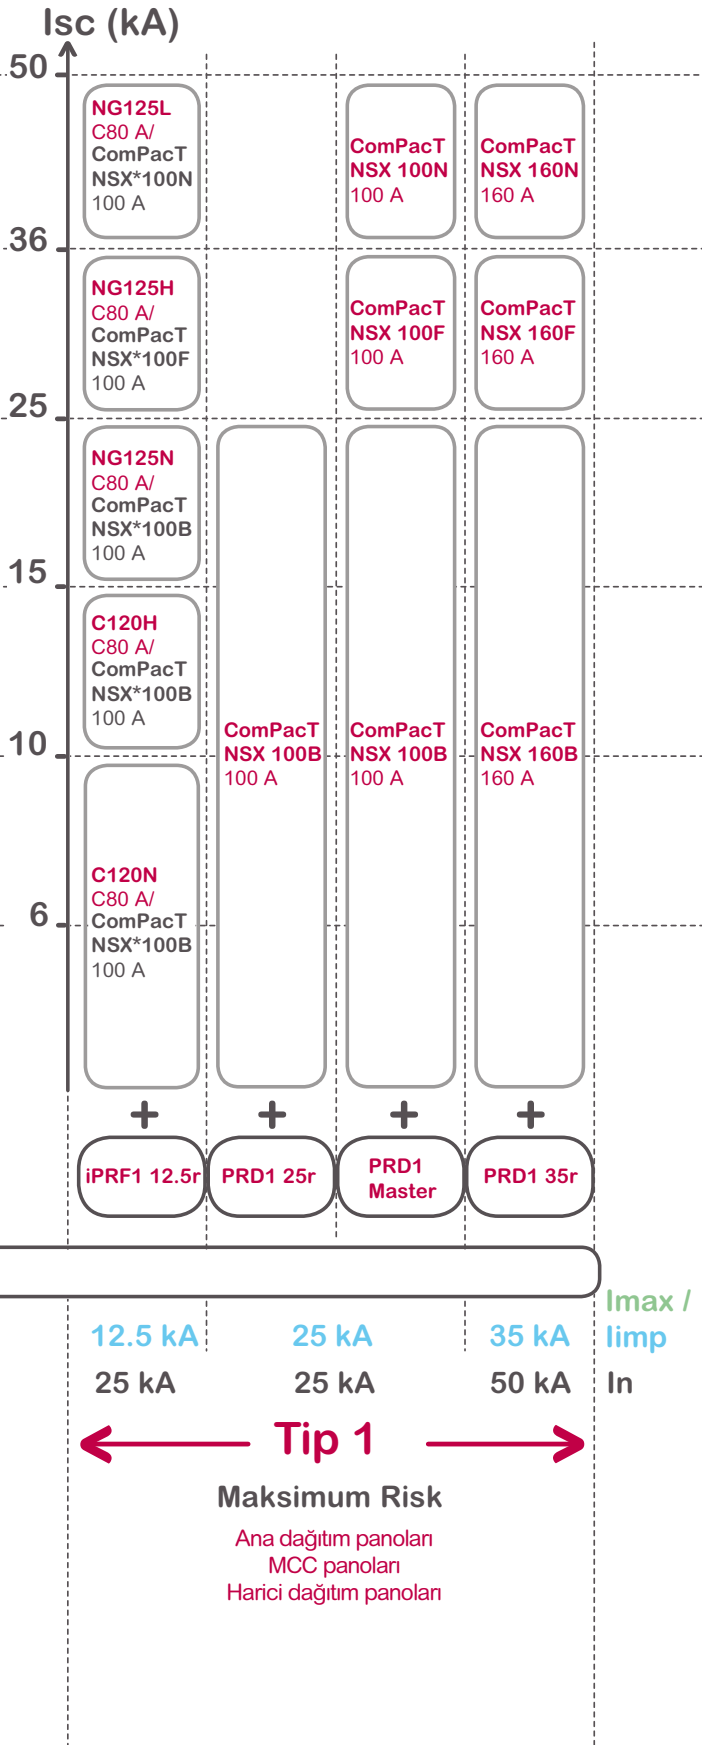 Isc (kA)
50
NG125L
C80 A/
ComPacT
NSX*100N
100 A
ComPacT
NSX 100N
100 A
ComPacT
NSX 160N
160 A
36
NG125H
C80 A/
ComPacT
NSX*100F
100 A
ComPacT
NSX 100F
100 A
ComPacT
NSX 160F
160 A
25
NG125N
C80 A/
ComPacT
NSX*100B
100 A
15
C120H
C80 A/
ComPacT
NSX*100B
100 A
ComPacT
NSX 100B
100 A
ComPacT
NSX 100B
100 A
ComPacT
NSX 160B
160 A
10
C120N
C80 A/
ComPacT
NSX*100B
100 A
6
+ + + +
iPRF1 12.5r
PRD1 25r
PRD1
Master
PRD1 35r
Imax /
12.5 kA 25 kA 35 kA Iimp
25 kA 25 kA 50 kA In
Tip 1
Maksimum Risk
Ana dağıtım panoları
MCC panoları
Harici dağıtım panoları